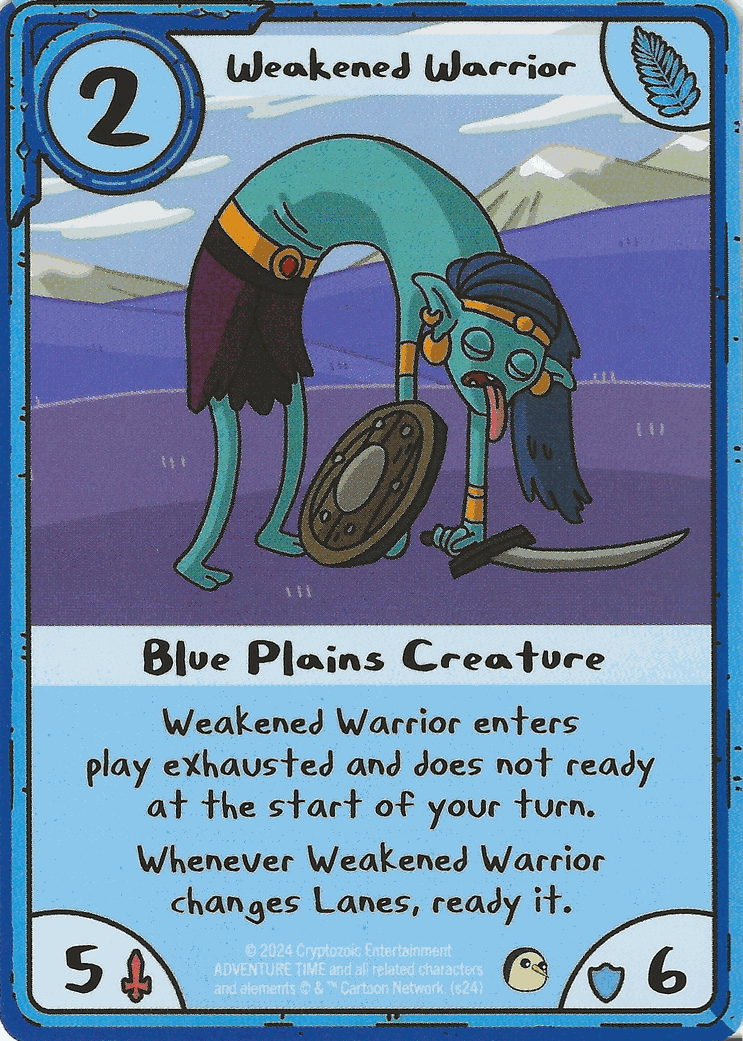 2
Weakened Warrior
Blue Plains Creature
Weakened Warrior enters
play exhausted and does not ready
at the start of your turn.
Whenever Weakened Warrior
changes Lanes, ready it.
5
© 2024 Cryptozoic Entertainment
ADVENTURE TIME and all related characters
and elements © & ™ Cartoon Network. (s24)
6